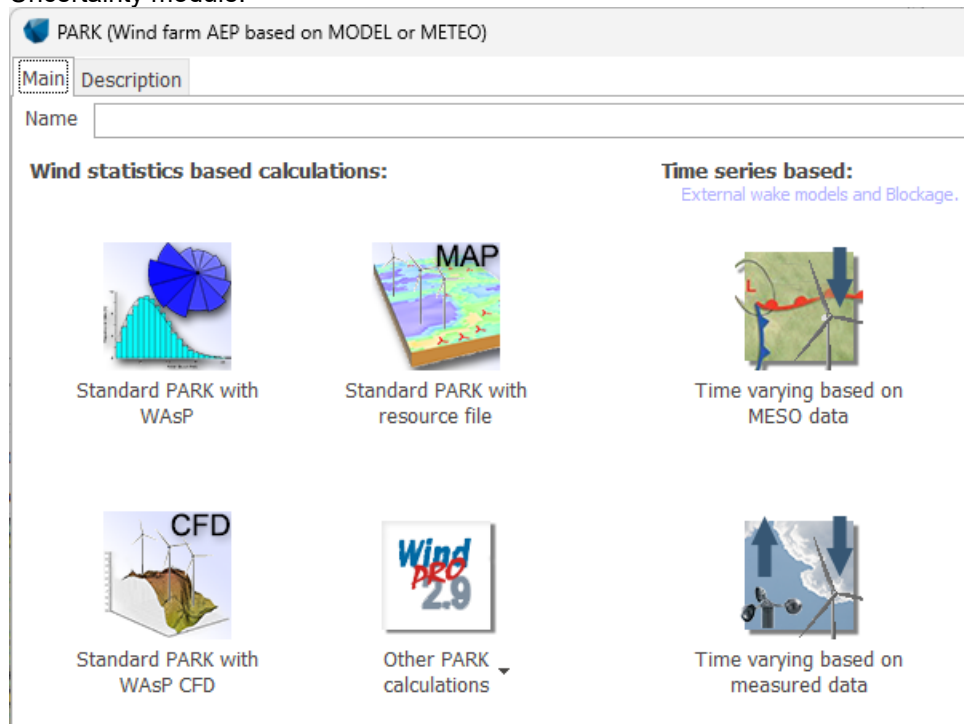 Uncertainty module.
PARK (Wind farm AEP based on MODEL or METEO)
Main Description
Name
Wind statistics based calculations:
Time series based:
External wake models and Blockage.
MAP
L
Standard PARK with
WAsP
Standard PARK with
resource file
Time varying based on
MESO data
CFD
Wind
PRO
2.9
Standard PARK with
WAsP CFD
Other PARK
calculations
Time varying based on
measured data